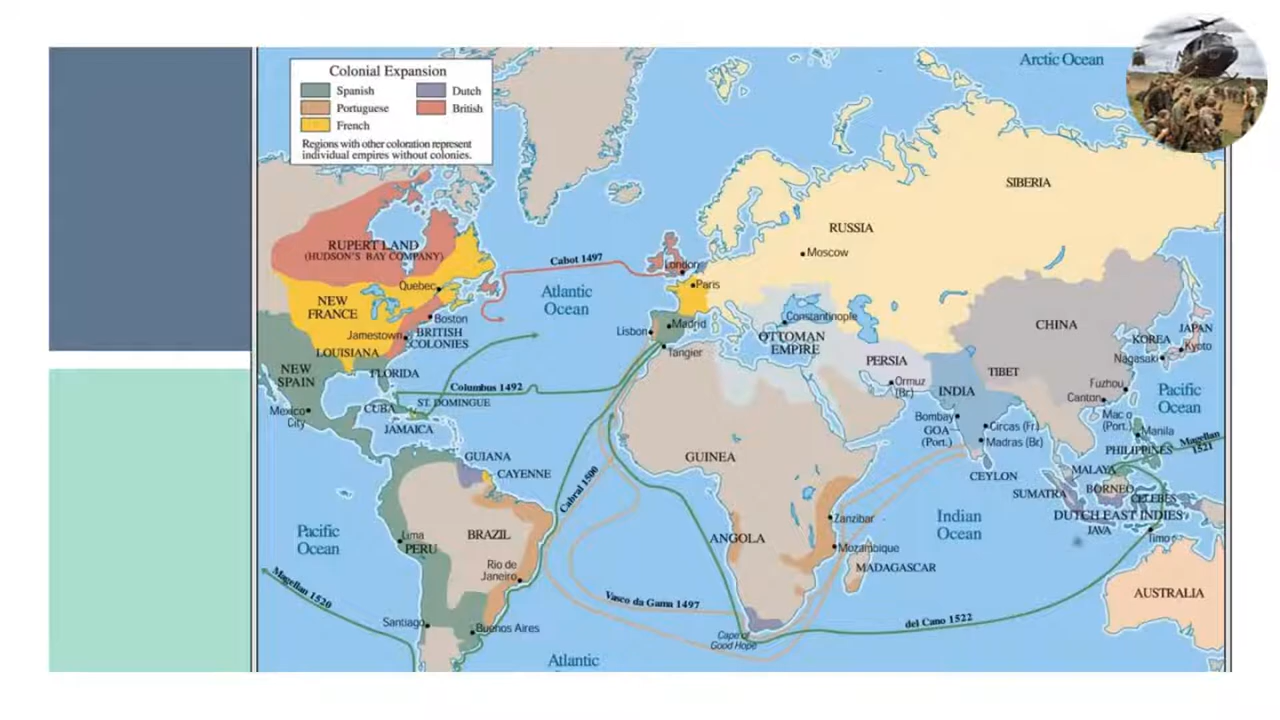 Colonial Expansion
Spanish
Dutch
Portuguese
British
French
Regions with other coloration represent
individual empires without colonies.
Arctic Ocean
SIBERIA
RUSSIA
Moscow
RUPERT LAND
(HUDSON'S BAY COMPANY)
Cabot 1497
London
Paris
Quebec
Atlantic
Ocean
NEW
FRANCE
Boston
Jamestown
BRITISH
COLONIES
LOUISIANA
Lisbon
Madrid
Tangier
Constantinople
OTTOMAN
EMPIRE
CHINA
KOREA
JAPAN
Kyoto
Nagasaki
PERSIA
TIBET
NEW
SPAIN
FLORIDA
Columbus 1492
Ormuz
(Br.)
INDIA
Fuzhou
Canton
Pacific
Ocean
Mexico
City
CUBA
ST. DOMINGUE
JAMAICA
Bombay
GOA
(Port.)
Circas (Fr.)
Madras (Br)
Maco
(Port.)
Manila
Magellan
1521
PHILIPPINES
GUIANA
CAYENNE
GUINEA
CEYLON
MALAYA
SUMATRA
BORNEO
CELEBES
Cabral 1500
Pacific
Ocean
Lima
PERU
BRAZIL
ANGOLA
Zanzibar
Indian
Ocean
DUTCH EAST INDIES
JAVA
Timor
Mozambique
MADAGASCAR
Rio de
Janeiro
Magellan 1520
Vasco da Gama 1497
AUSTRALIA
Santiago
Buenos Aires
del Cano 1522
Cape of
Good Hope
Atlantic